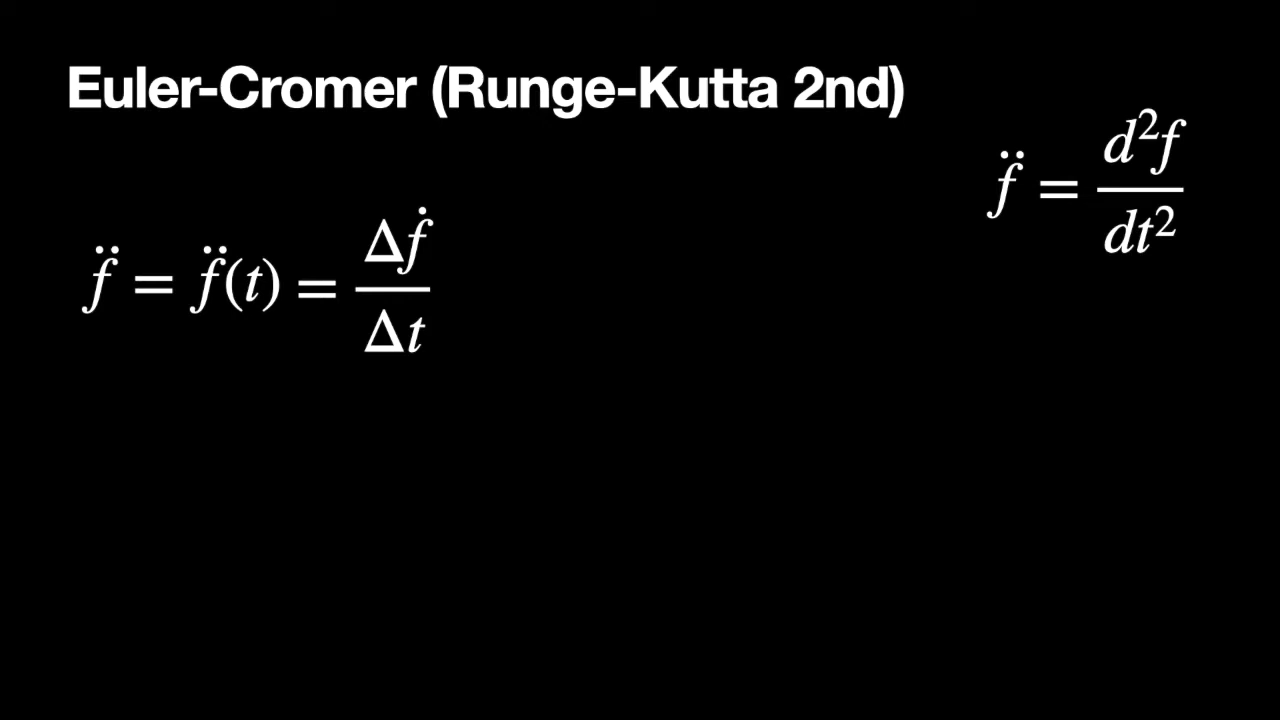 Euler-Cromer (Runge-Kutta 2nd)
f̈ = d²f/dt²
f̈ = f̈(t) = Δḟ/Δt